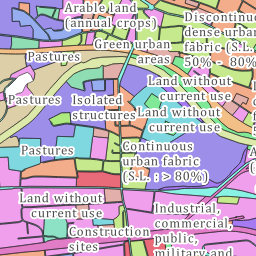 Arable land
(annual crops)
Discontinuous
dense urban
fabric (S.L.
50% - 80%
Green urban
areas
Pastures
Land without
current use
Pastures
Isolated
structures
Land without
current use
Pastures
Continuous
urban fabric
(S.L. : > 80%)
Land without
current use
Industrial,
commercial,
public,
military and
Construction
sites